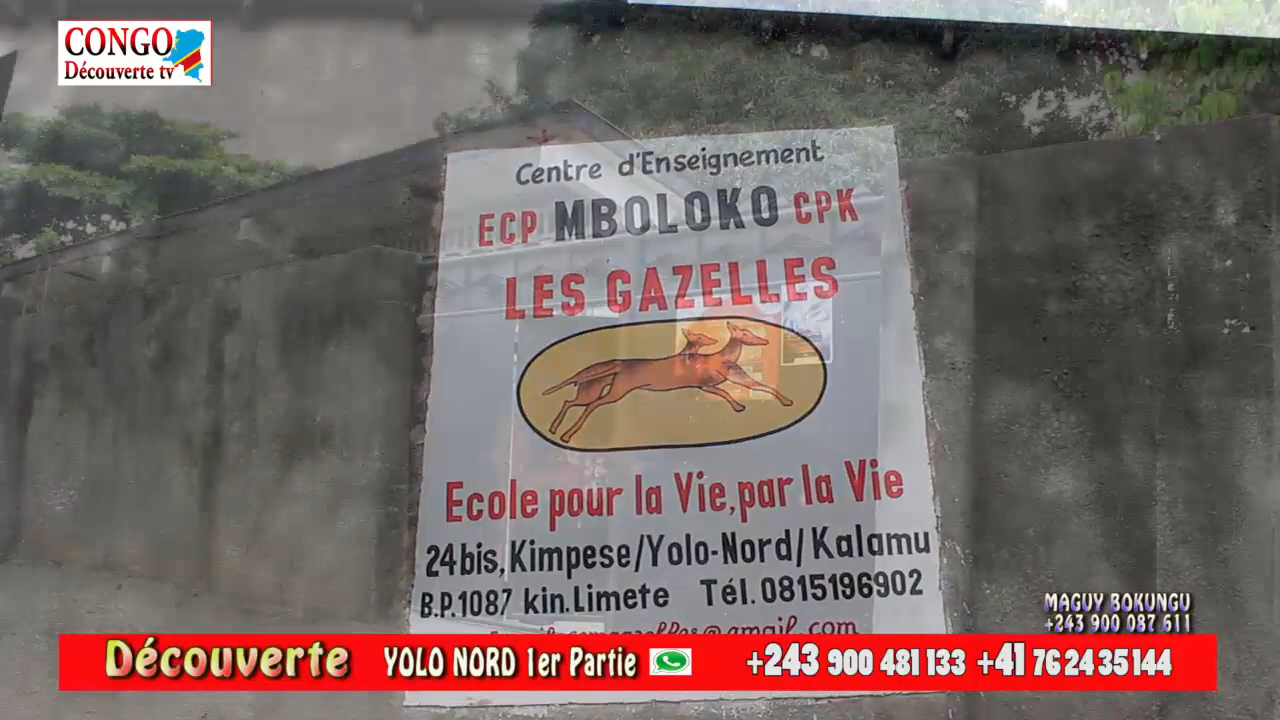 CONGO
Découverte tv
Centre d'Enseignement
ECP MBOLOKO CPK
LES GAZELLES
Ecole pour la Vie, par la Vie
24bis, Kimpese/Yolo-Nord/Kalamu
B.P.1087 kin.Limete Tél. 0815196902
@gmail.com
MAGUY BOKUNGU
+243 900 087 611
Découverte YOLO NORD 1er Partie +243 900 481 133 +41 76 24 35 144